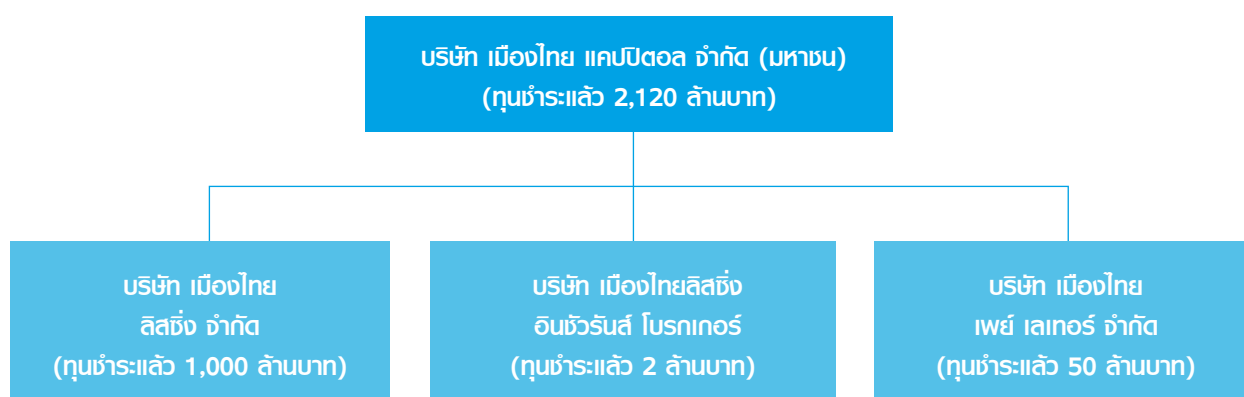 บริษัท เมืองไทย แคปปิตอล จำกัด (มหาชน)
(ทุนชำระแล้ว 2,120 ล้านบาท)
บริษัท เมืองไทย
ลิสซิ่ง จำกัด
(ทุนชำระแล้ว 1,000 ล้านบาท)
บริษัท เมืองไทยลิสซิ่ง
อินชัวรันส์ โบรกเกอร์
(ทุนชำระแล้ว 2 ล้านบาท)
บริษัท เมืองไทย
เพย์ เลเทอร์ จำกัด
(ทุนชำระแล้ว 50 ล้านบาท)